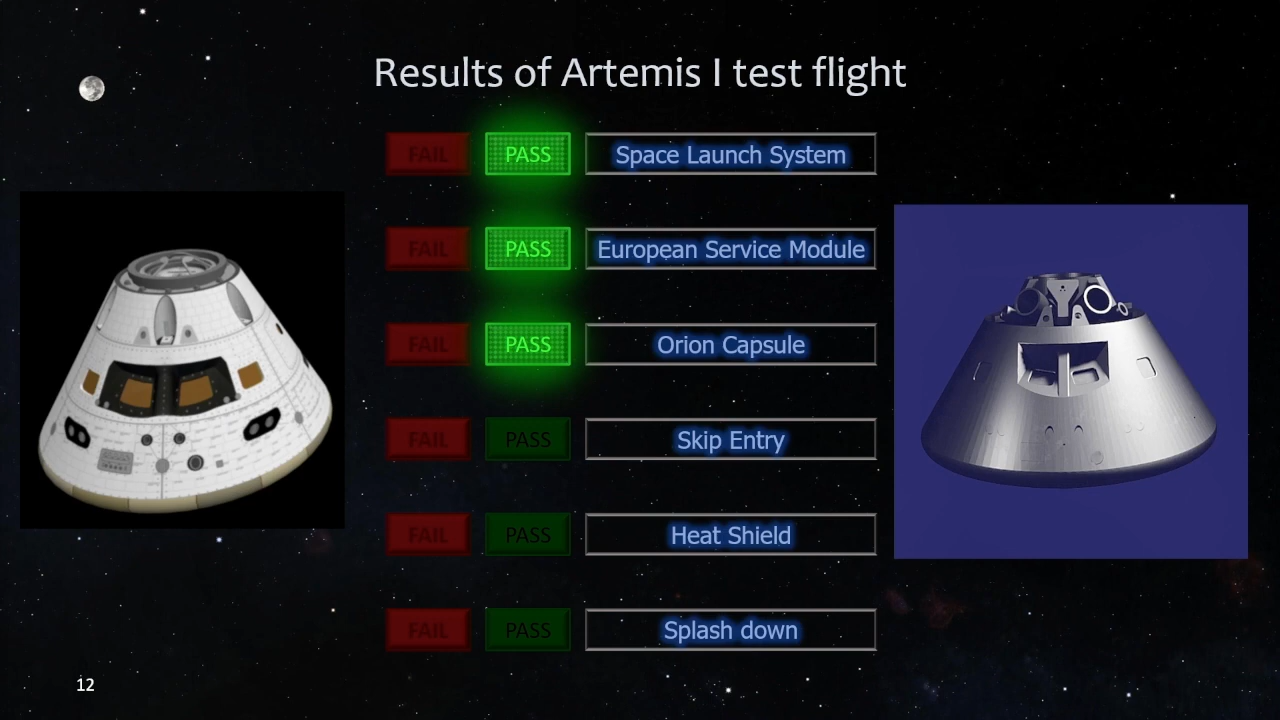 Results of Artemis I test flight
FAIL PASS Space Launch System
FAIL PASS European Service Module
FAIL PASS Orion Capsule
FAIL PASS Skip Entry
FAIL PASS Heat Shield
FAIL PASS Splash down
12